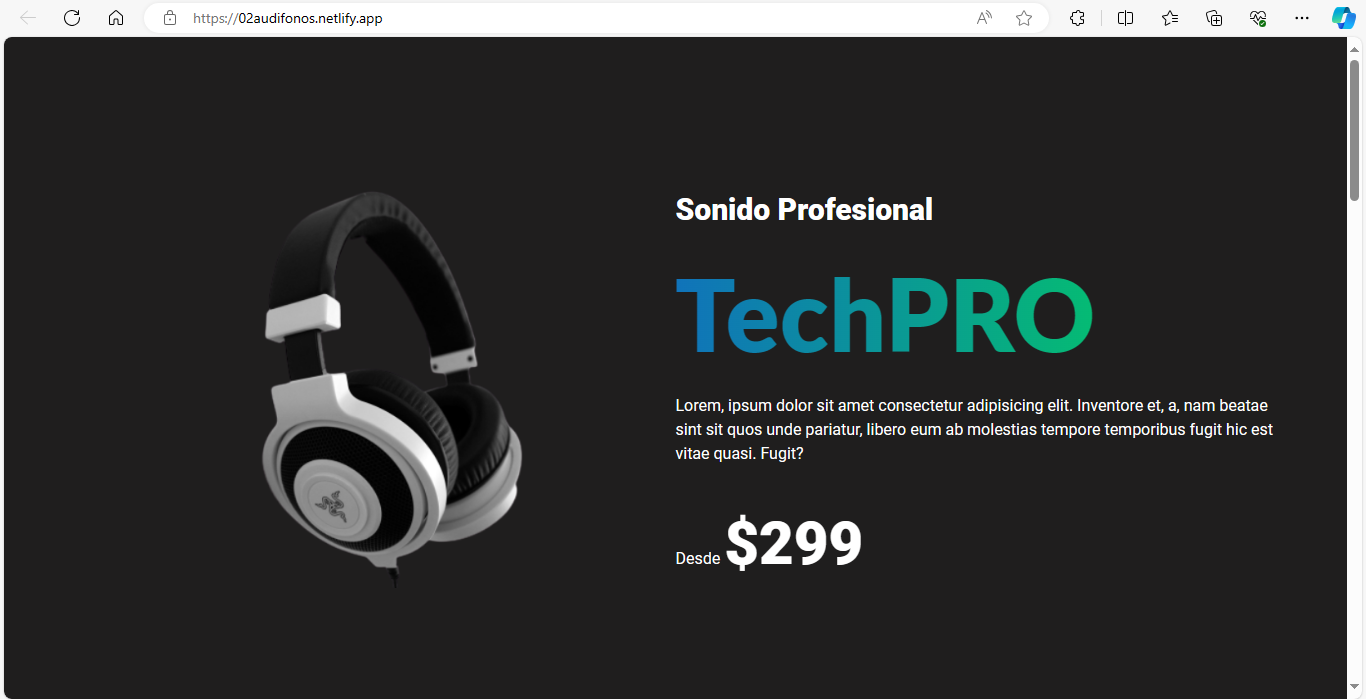 https://02audifonos.netlify.app
Sonido Profesional
TechPRO
Lorem, ipsum dolor sit amet consectetur adipisicing elit. Inventore et, a, nam beatae
sint sit quos unde pariatur, libero eum ab molestias tempore temporibus fugit hic est
vitae quasi. Fugit?
Desde $299